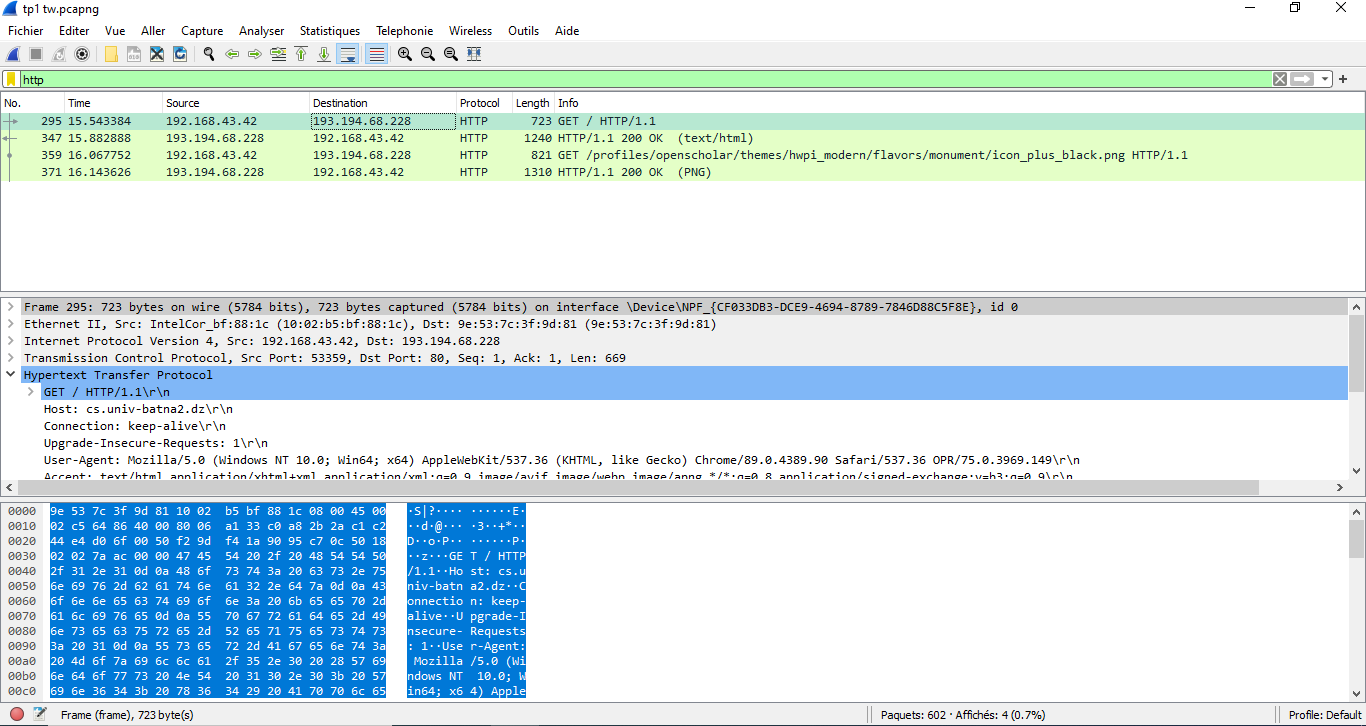 tp1 tw.pcapng
Fichier Editer Vue Aller Capture Analyser Statistiques Telephonie Wireless Outils Aide
http
No. Time Source Destination Protocol Length Info
295 15.543384 192.168.43.42 193.194.68.228 HTTP 723 GET / HTTP/1.1
347 15.882888 193.194.68.228 192.168.43.42 HTTP 1240 HTTP/1.1 200 OK (text/html)
359 16.067752 192.168.43.42 193.194.68.228 HTTP 821 GET /profiles/openscholar/themes/hwpi_modern/flavors/monument/icon_plus_black.png HTTP/1.1
371 16.143626 193.194.68.228 192.168.43.42 HTTP 1310 HTTP/1.1 200 OK (PNG)
Frame 295: 723 bytes on wire (5784 bits), 723 bytes captured (5784 bits) on interface \Device\NPF_{CF033DB3-DCE9-4694-8789-7846D88C5F8E}, id 0
Ethernet II, Src: IntelCor_bf:88:1c (10:02:b5:bf:88:1c), Dst: 9e:53:7c:3f:9d:81 (9e:53:7c:3f:9d:81)
Internet Protocol Version 4, Src: 192.168.43.42, Dst: 193.194.68.228
Transmission Control Protocol, Src Port: 53359, Dst Port: 80, Seq: 1, Ack: 1, Len: 669
Hypertext Transfer Protocol
GET / HTTP/1.1\r\n
Host: cs.univ-batna2.dz\r\n
Connection: keep-alive\r\n
Upgrade-Insecure-Requests: 1\r\n
User-Agent: Mozilla/5.0 (Windows NT 10.0; Win64; x64) AppleWebKit/537.36 (KHTML, like Gecko) Chrome/89.0.4389.90 Safari/537.36 OPR/75.0.3969.149\r\n
Accept: text/html,application/xhtml+xml,application/xml;q=0.9,image/avif,image/webp,image/apng,*/*;q=0.8,application/signed-exchange;v=b3;q=0.9\r\n
0000 9e 53 7c 3f 9d 81 10 02 b5 bf 88 1c 08 00 45 00 ·S|?···· ······E·
0010 02 c5 64 86 40 00 80 06 a1 33 c0 a8 2b 2a c1 c2 ··d·@··· ·3··+*··
0020 44 e4 d0 6f 00 50 f2 9d f4 1a 90 95 c7 0c 50 18 D··o·P·· ······P·
0030 02 02 7a ac 00 00 47 45 54 20 2f 20 48 54 54 50 ··z···GE T / HTTP
0040 2f 31 2e 31 0d 0a 48 6f 73 74 3a 20 63 73 2e 75 /1.1··Ho st: cs.u
0050 6e 69 76 2d 62 61 74 6e 61 32 2e 64 7a 0d 0a 43 niv-batn a2.dz··C
0060 6f 6e 6e 65 63 74 69 6f 6e 3a 20 6b 65 65 70 2d onnectio n: keep-
0070 61 6c 69 76 65 0d 0a 55 70 67 72 61 64 65 2d 49 alive··U pgrade-I
0080 6e 73 65 63 75 72 65 2d 52 65 71 75 65 73 74 73 nsecure- Requests
0090 3a 20 31 0d 0a 55 73 65 72 2d 41 67 65 6e 74 3a : 1··Use r-Agent:
00a0 20 4d 6f 7a 69 6c 6c 61 2f 35 2e 30 20 28 57 69 Mozilla /5.0 (Wi
00b0 6e 64 6f 77 73 20 4e 54 20 31 30 2e 30 3b 20 57 ndows NT 10.0; W
00c0 69 6e 36 34 3b 20 78 36 34 29 20 41 70 70 6c 65 in64; x6 4) Apple
Frame (frame), 723 byte(s) Paquets: 602 · Affichés: 4 (0.7%) Profile: Default